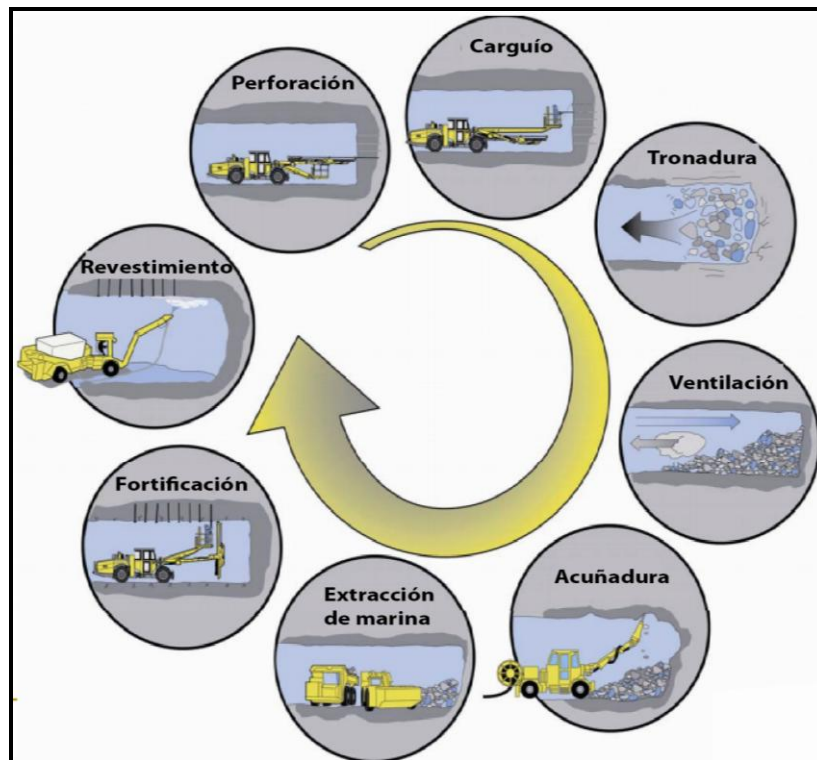 Perforación
Carguío
Tronadura
Ventilación
Acuñadura
Extracción
de marina
Fortificación
Revestimiento